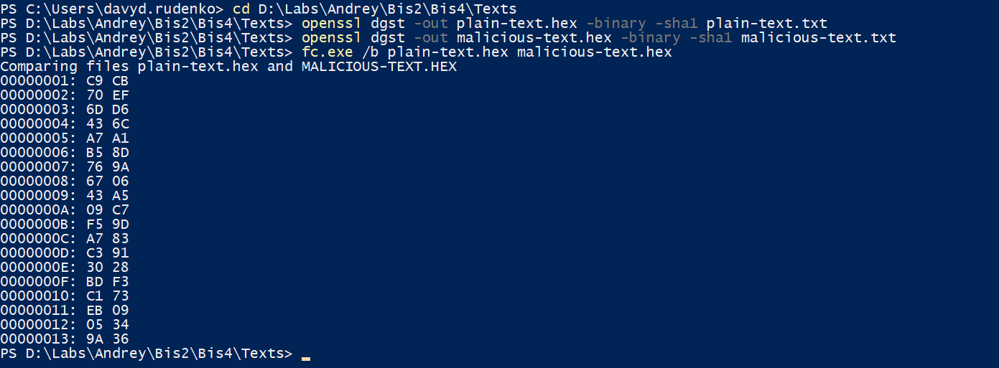 PS C:\Users\davyd.rudenko> cd D:\Labs\Andrey\Bis2\Bis4\Texts
PS D:\Labs\Andrey\Bis2\Bis4\Texts> openssl dgst -out plain-text.hex -binary -sha1 plain-text.txt
PS D:\Labs\Andrey\Bis2\Bis4\Texts> openssl dgst -out malicious-text.hex -binary -sha1 malicious-text.txt
PS D:\Labs\Andrey\Bis2\Bis4\Texts> fc.exe /b plain-text.hex malicious-text.hex
Comparing files plain-text.hex and MALICIOUS-TEXT.HEX
00000001: C9 CB
00000002: 70 EF
00000003: 6D D6
00000004: 43 6C
00000005: A7 A1
00000006: B5 8D
00000007: 76 9A
00000008: 67 06
00000009: 43 A5
0000000A: 09 C7
0000000B: F5 9D
0000000C: A7 83
0000000D: C3 91
0000000E: 30 28
0000000F: BD F3
00000010: C1 73
00000011: EB 09
00000012: 05 34
00000013: 9A 36
PS D:\Labs\Andrey\Bis2\Bis4\Texts>